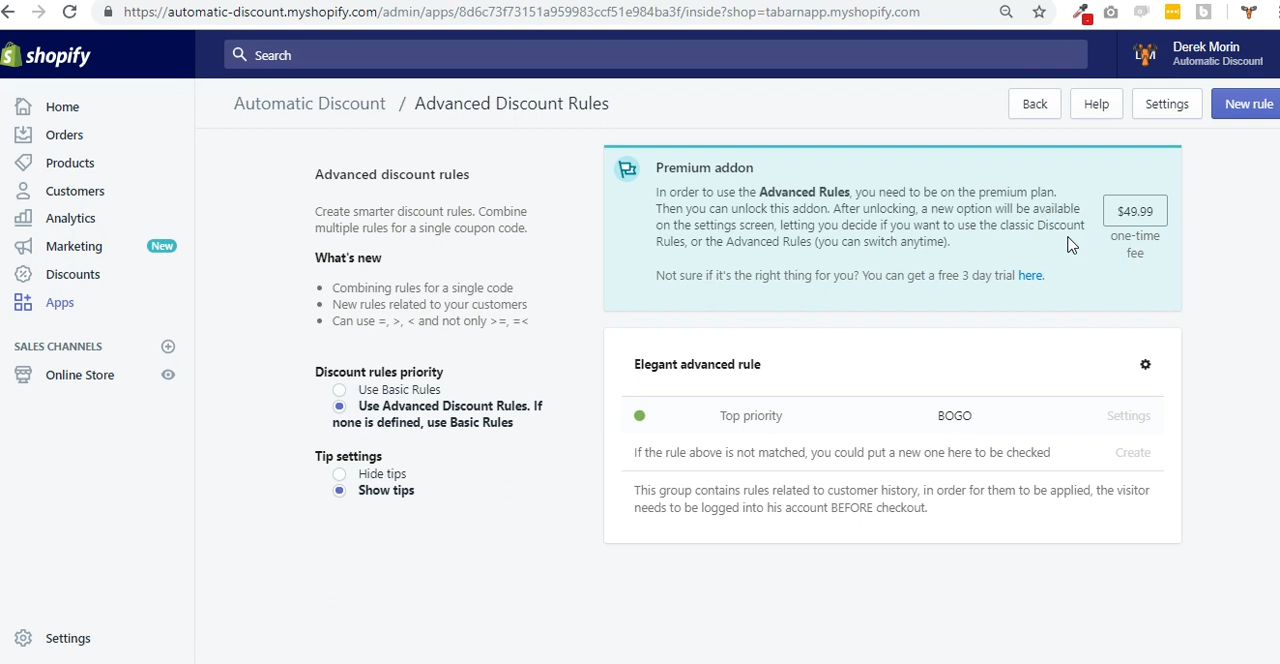 https://automatic-discount.myshopify.com/admin/apps/8d6c73f73151a959983ccf51e984ba3f/inside?shop=tabarnapp.myshopify.com
shopify
Search
Derek Morin
Automatic Discount
Home
Orders
Products
Customers
Analytics
Marketing New
Discounts
Apps
SALES CHANNELS
Online Store
Settings
Automatic Discount / Advanced Discount Rules
Back Help Settings New rule
Advanced discount rules
Create smarter discount rules. Combine
multiple rules for a single coupon code.
What's new
• Combining rules for a single code
• New rules related to your customers
• Can use =, >, < and not only >=, =<
Discount rules priority
Use Basic Rules
Use Advanced Discount Rules. If
none is defined, use Basic Rules
Tip settings
Hide tips
Show tips
Premium addon
In order to use the Advanced Rules, you need to be on the premium plan.
Then you can unlock this addon. After unlocking, a new option will be available
on the settings screen, letting you decide if you want to use the classic Discount
Rules, or the Advanced Rules (you can switch anytime).
Not sure if it's the right thing for you? You can get a free 3 day trial here.
$49.99
one-time
fee
Elegant advanced rule
Top priority BOGO Settings
If the rule above is not matched, you could put a new one here to be checked Create
This group contains rules related to customer history, in order for them to be applied, the visitor
needs to be logged into his account BEFORE checkout.